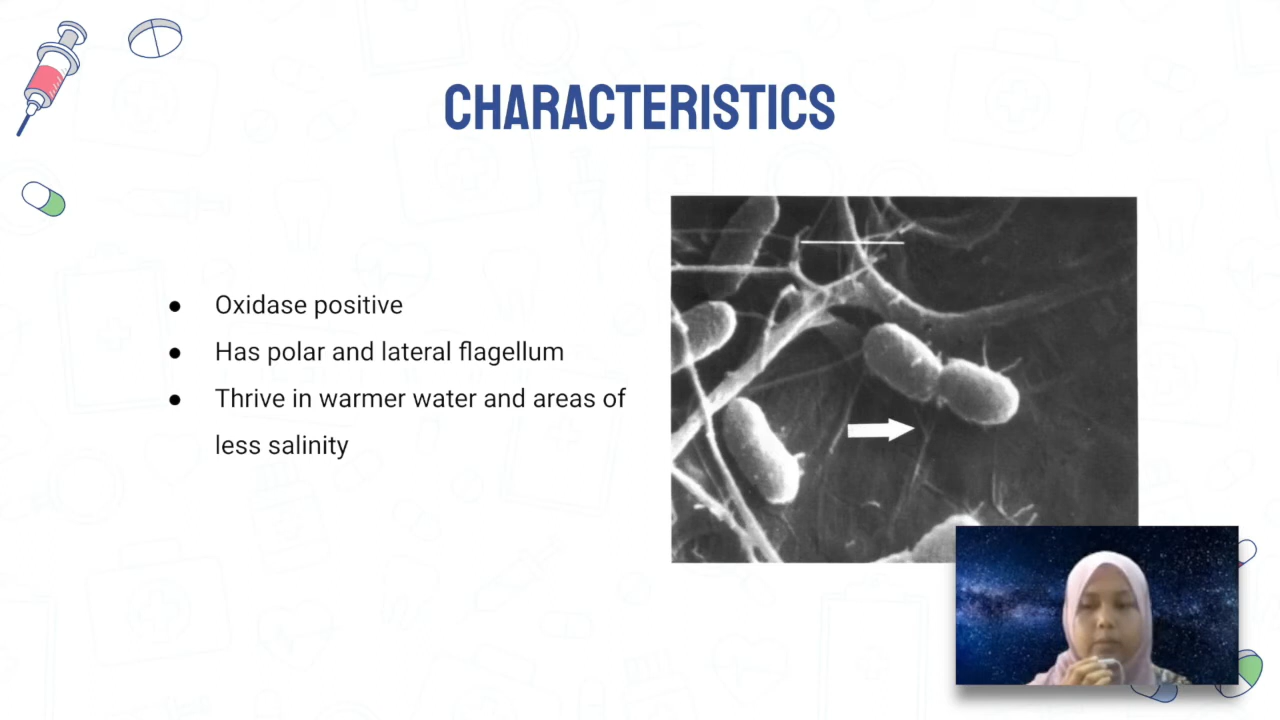 CHARACTERISTICS
● Oxidase positive
● Has polar and lateral flagellum
● Thrive in warmer water and areas of
less salinity